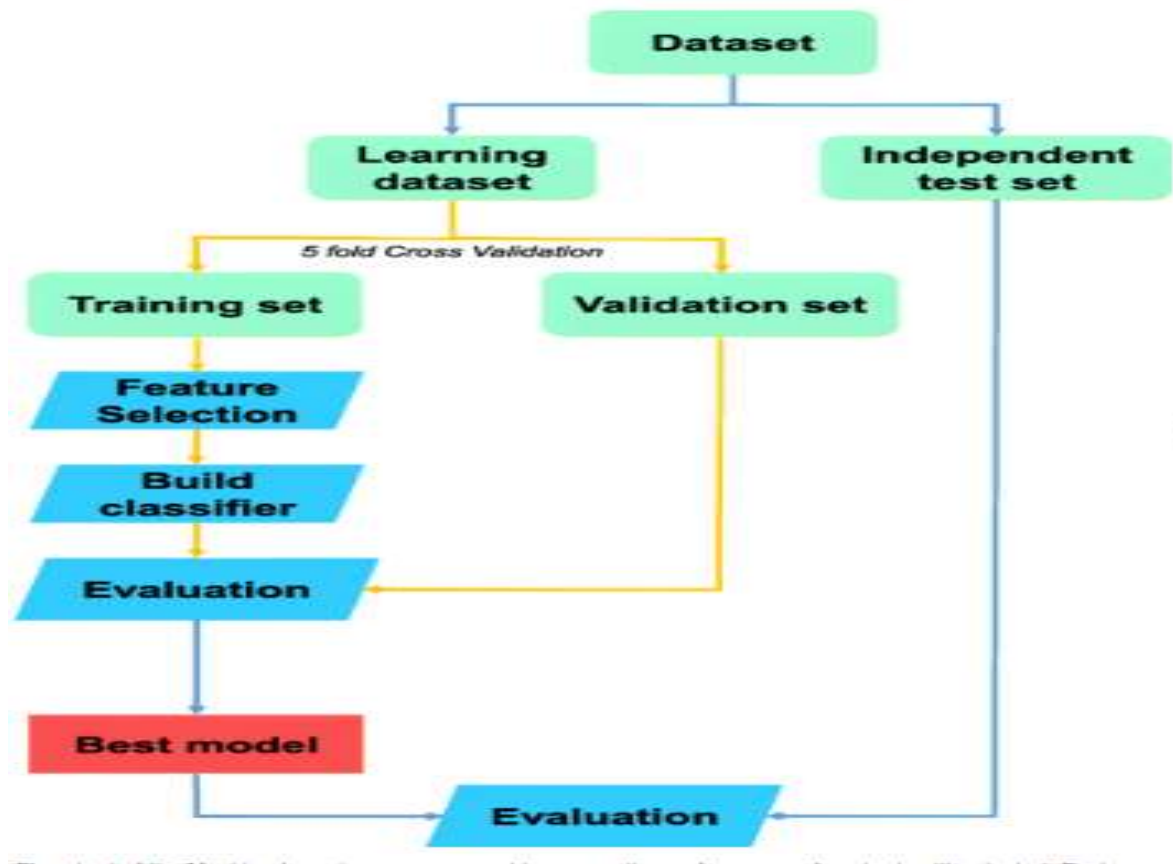 Dataset
Learning
dataset
Independent
test set
5 fold Cross Validation
Training set
Validation set
Feature
Selection
Build
classifier
Evaluation
Best model
Evaluation